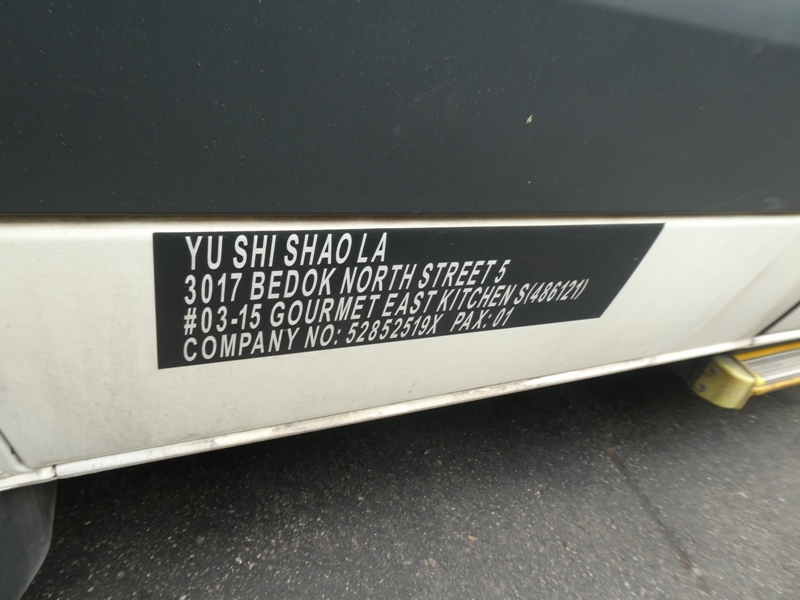 YU SHI SHAO LA
3017 BEDOK NORTH STREET 5
#03-15 GOURMET EAST KITCHEN S(486121)
COMPANY NO: 52852519X PAX: 01